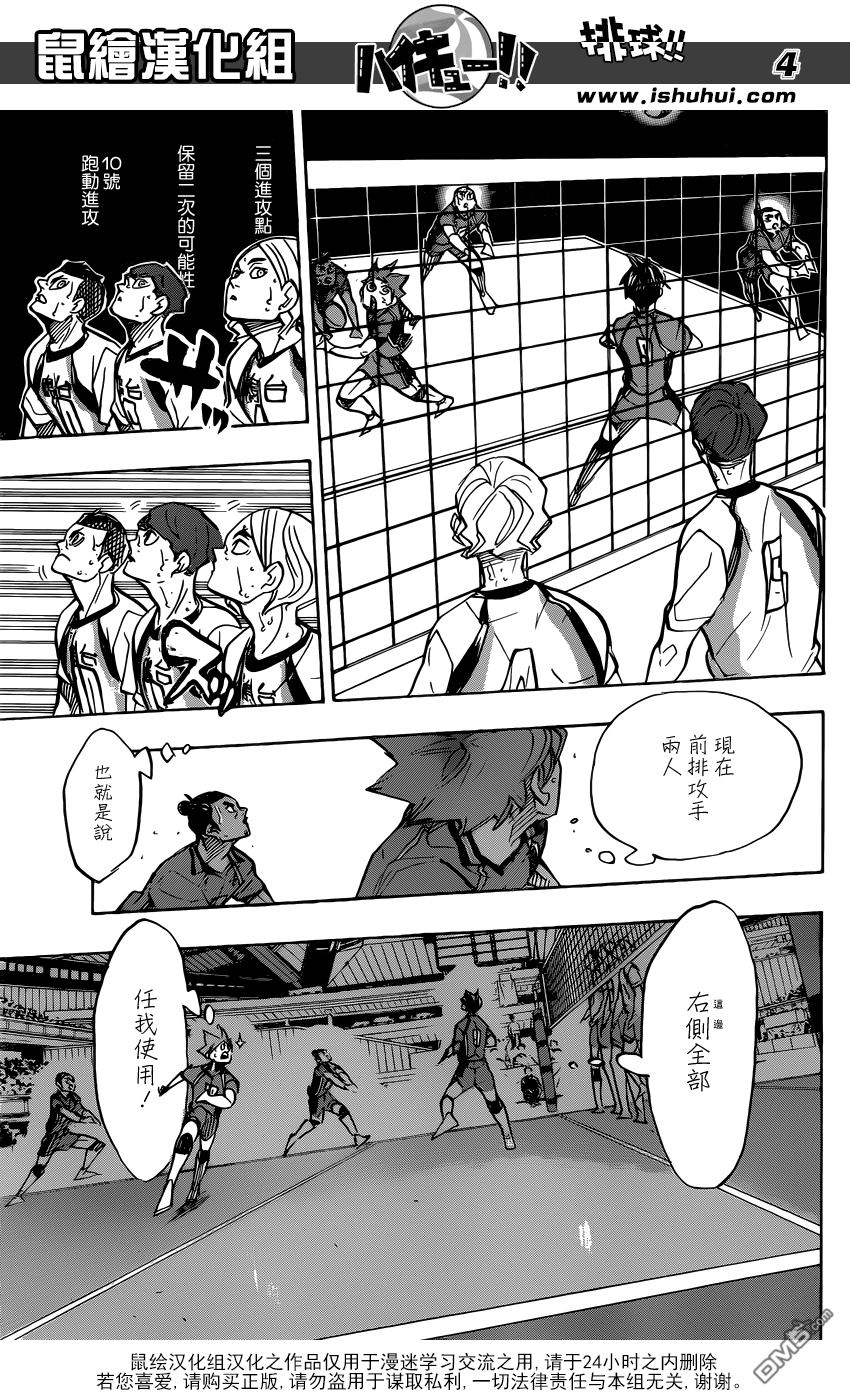 鼠繪漢化組
ハイキュー!!
排球!!
4
www.ishuhui.com
三個進攻點
保留二次的可能性
10號
跑動進攻
ザッ
ズッ
現在
前排攻手
兩人
也就是說
這邊
右側全部
任我使用!
鼠绘汉化组汉化之作品仅用于漫迷学习交流之用, 请于24小时之内删除
若您喜爱, 请购买正版, 请勿盗用于谋取私利, 一切法律责任与本组无关, 谢谢。
DM5.com